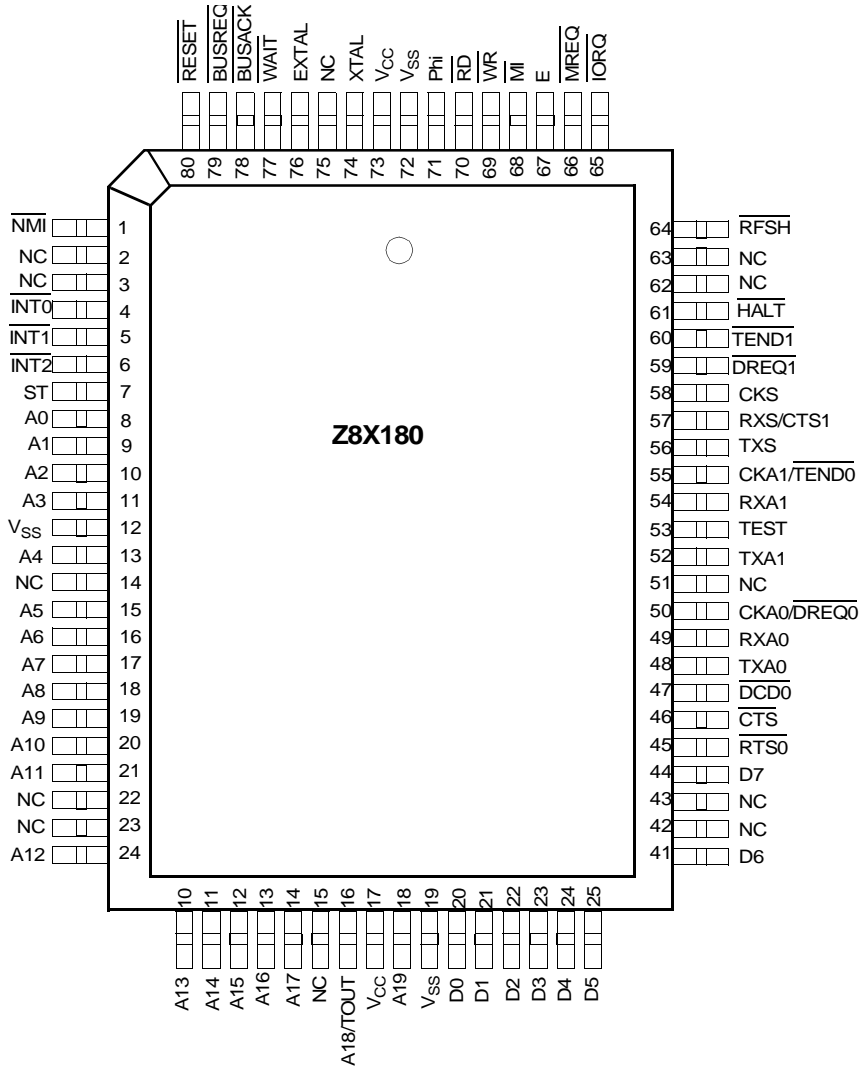 RESET BUSREQ BUSACK WAIT EXTAL NC XTAL VCC VSS Phi RD WR MI E MREQ IORQ
80 79 78 77 76 75 74 73 72 71 70 69 68 67 66 65
NMI 1
NC 2
NC 3
INT0 4
INT1 5
INT2 6
ST 7
A0 8
A1 9
A2 10
A3 11
VSS 12
A4 13
NC 14
A5 15
A6 16
A7 17
A8 18
A9 19
A10 20
A11 21
NC 22
NC 23
A12 24
Z8X180
64 RFSH
63 NC
62 NC
61 HALT
60 TEND1
59 DREQ1
58 CKS
57 RXS/CTS1
56 TXS
55 CKA1/TEND0
54 RXA1
53 TEST
52 TXA1
51 NC
50 CKA0/DREQ0
49 RXA0
48 TXA0
47 DCD0
46 CTS
45 RTS0
44 D7
43 NC
42 NC
41 D6
10 11 12 13 14 15 16 17 18 19 20 21 22 23 24 25
A13 A14 A15 A16 A17 NC A18/TOUT VCC A19 VSS D0 D1 D2 D3 D4 D5